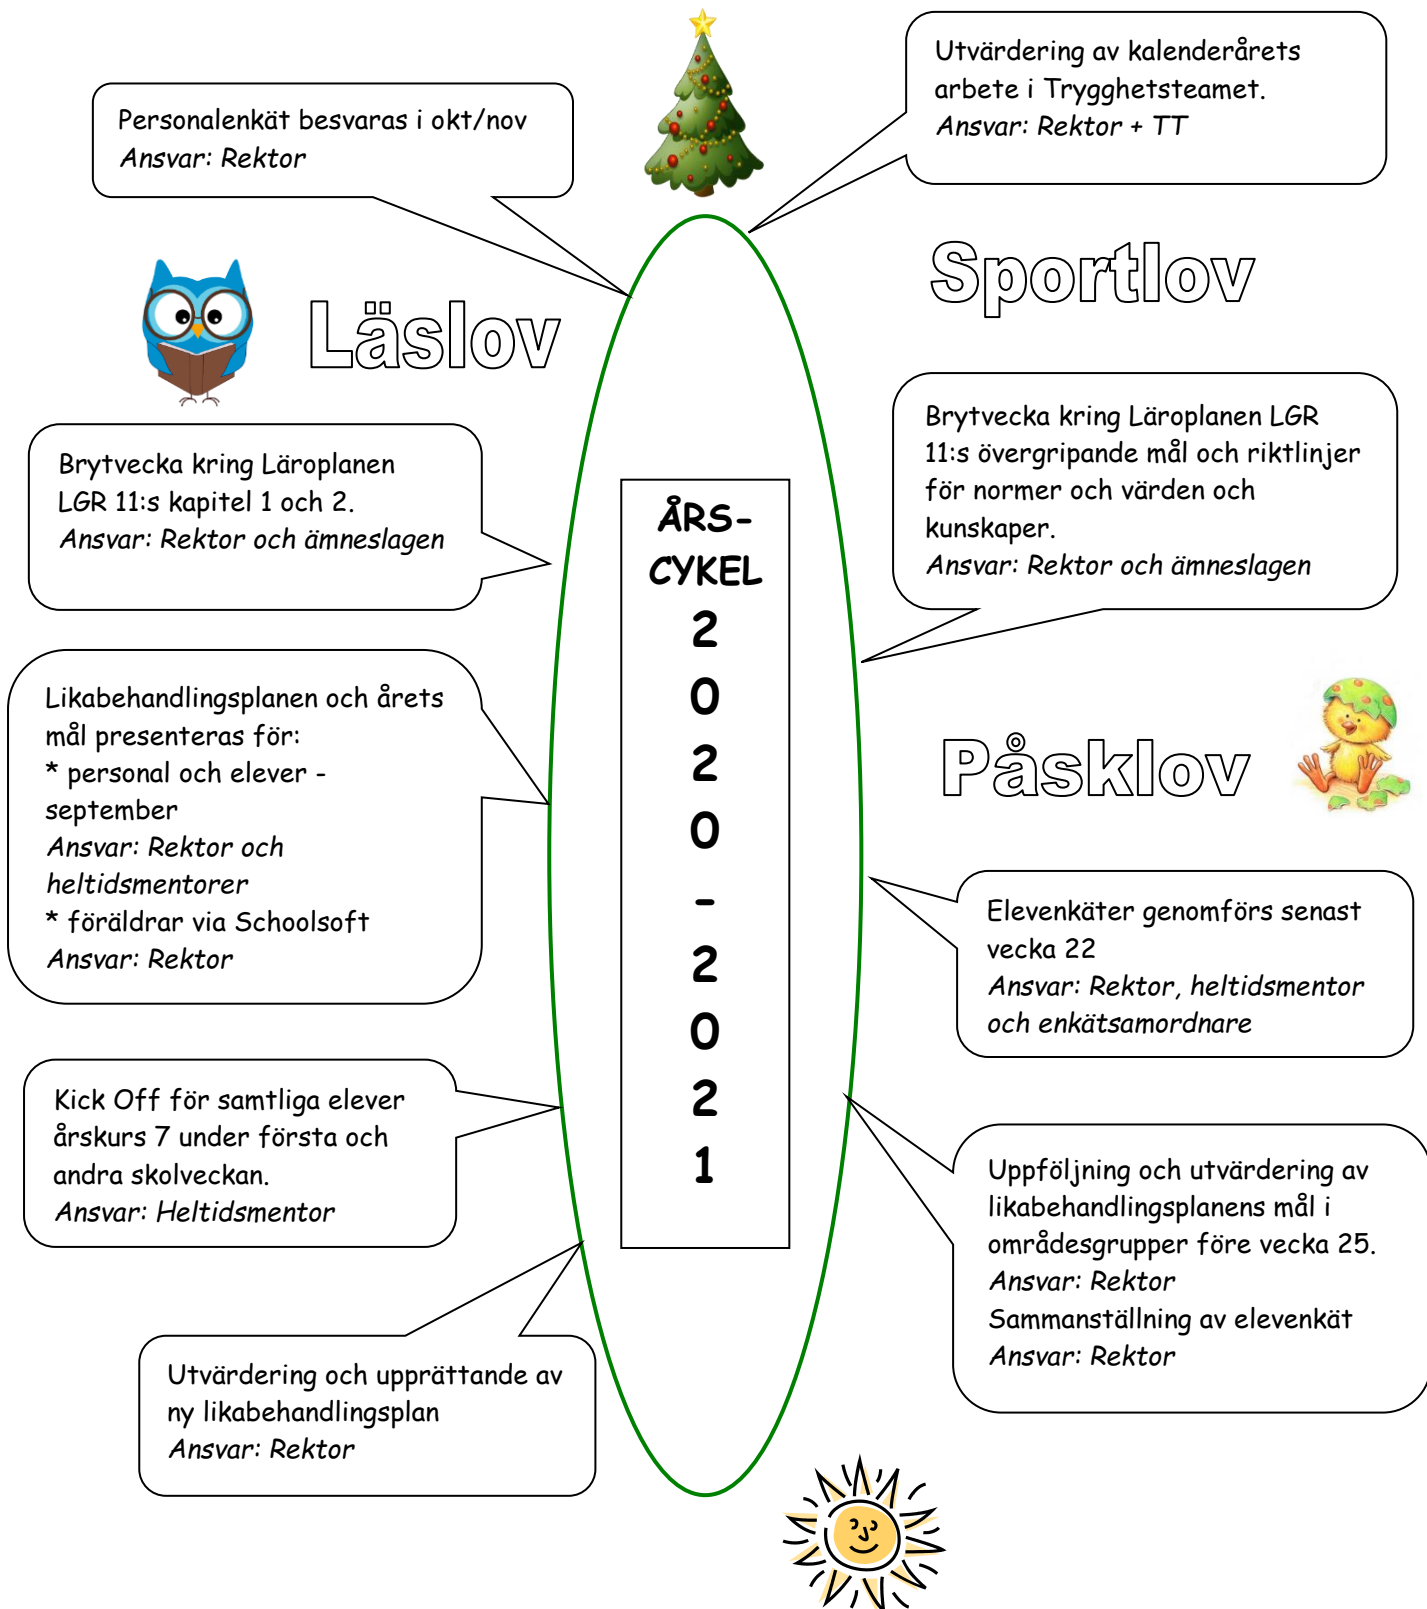 Utvärdering av kalenderårets
arbete i Trygghetsteamet.
Ansvar: Rektor + TT
Personalenkät besvaras i okt/nov
Ansvar: Rektor
Sportlov
Läslov
Brytvecka kring Läroplanen LGR
11:s övergripande mål och riktlinjer
för normer och värden och
kunskaper.
Ansvar: Rektor och ämneslagen
Brytvecka kring Läroplanen
LGR 11:s kapitel 1 och 2.
Ansvar: Rektor och ämneslagen
ÅRS-
CYKEL
2
0
2
0
-
2
0
2
1
Likabehandlingsplanen och årets
mål presenteras för:
* personal och elever -
september
Ansvar: Rektor och
heltidsmentorer
* föräldrar via Schoolsoft
Ansvar: Rektor
Påsklov
Elevenkäter genomförs senast
vecka 22
Ansvar: Rektor, heltidsmentor
och enkätsamordnare
Kick Off för samtliga elever
årskurs 7 under första och
andra skolveckan.
Ansvar: Heltidsmentor
Uppföljning och utvärdering av
likabehandlingsplanens mål i
områdesgrupper före vecka 25.
Ansvar: Rektor
Sammanställning av elevenkät
Ansvar: Rektor
Utvärdering och upprättande av
ny likabehandlingsplan
Ansvar: Rektor